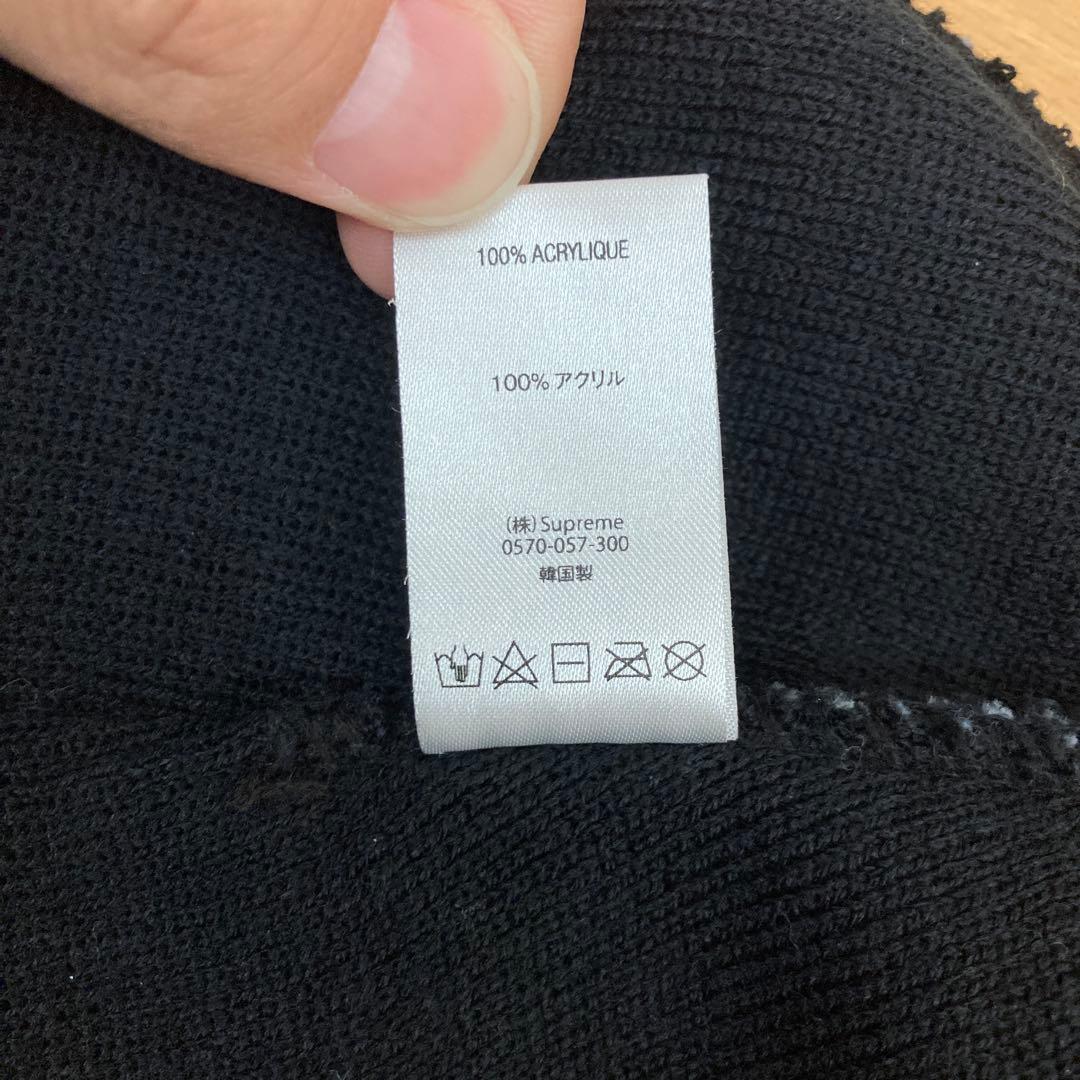 100% ACRYLIQUE
100% アクリル
(株)Supreme
0570-057-300
韓国製